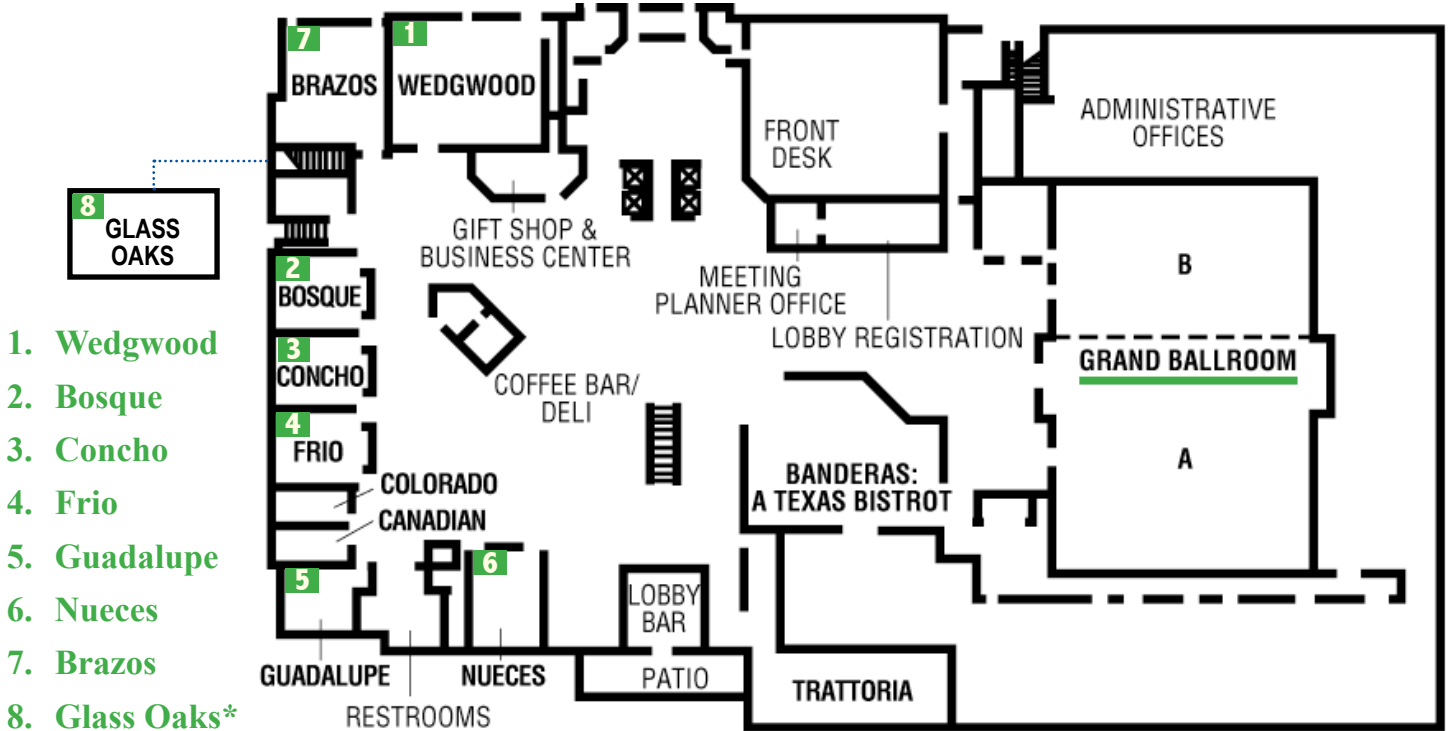 7
BRAZOS
1
WEDGWOOD
FRONT
DESK
ADMINISTRATIVE
OFFICES
8
GLASS
OAKS
GIFT SHOP &
BUSINESS CENTER
MEETING
PLANNER OFFICE
LOBBY REGISTRATION
B
GRAND BALLROOM
A
2
BOSQUE
3
CONCHO
COFFEE BAR/
DELI
4
FRIO
COLORADO
CANADIAN
BANDERAS:
A TEXAS BISTROT
5
GUADALUPE
RESTROOMS
6
NUECES
LOBBY
BAR
PATIO
TRATTORIA
1. Wedgwood
2. Bosque
3. Concho
4. Frio
5. Guadalupe
6. Nueces
7. Brazos
8. Glass Oaks*